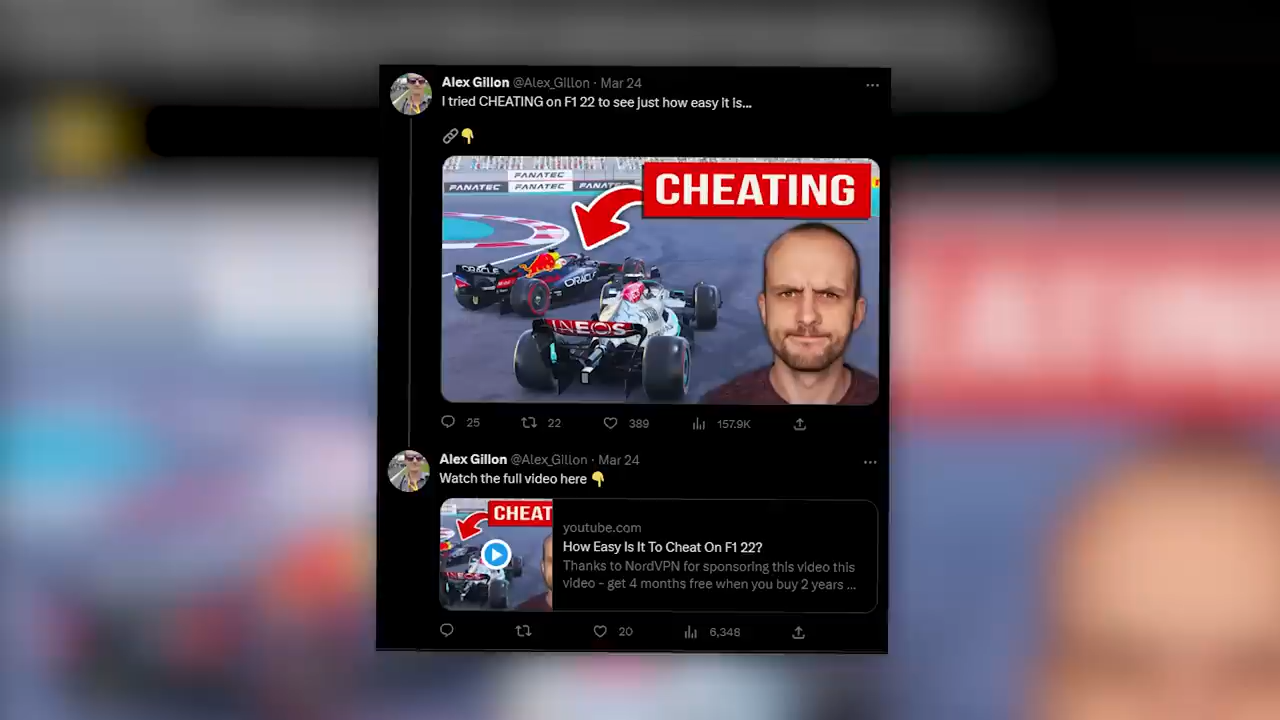 Alex Gillon @Alex_Gillon · Mar 24
I tried CHEATING on F1 22 to see just how easy it is...
FANATEC
FANATEC FANATEC FANATEC
CHEATING
ORACLE
ORACLE
INEOS
25 22 389 157.9K
Alex Gillon @Alex_Gillon · Mar 24
Watch the full video here
CHEAT
INEOS
youtube.com
How Easy Is It To Cheat On F1 22?
Thanks to NordVPN for sponsoring this video this
video - get 4 months free when you buy 2 years ...
20 6,348